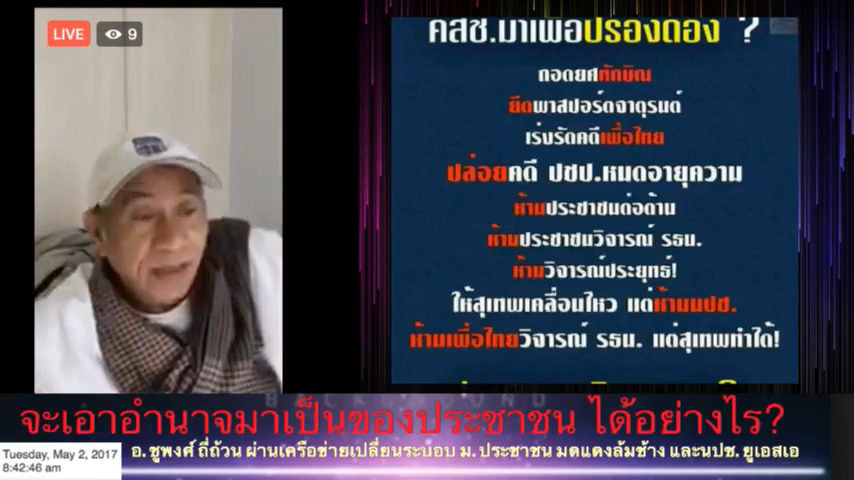 LIVE 9
คสช.มาเพื่อปรองดอง ?
ถอดยศทักษิณ
ยึดพาสปอร์ตจาตุรนต์
เร่งรัดคดีเพื่อไทย
ปล่อยคดี ปชป.หมดอายุความ
ห้ามประชาชนต่อต้าน
ห้ามประชาชนวิจารณ์ รธน.
ห้ามวิจารณ์ประยุทธ์!
ให้สุเทพเคลื่อนไหว แต่ห้ามนปช.
ห้ามเพื่อไทยวิจารณ์ รธน. แต่สุเทพทำได้!
จะเอาอำนาจมาเป็นของประชาชน ได้อย่างไร?
อ. ชูพงศ์ ถี่ถ้วน ผ่านเครือข่ายเปลี่ยนระบอบ ม. ประชาชน มดแดงล้มช้าง และนปช. ยูเอสเอ
Tuesday, May 2, 2017
8:42:46 am